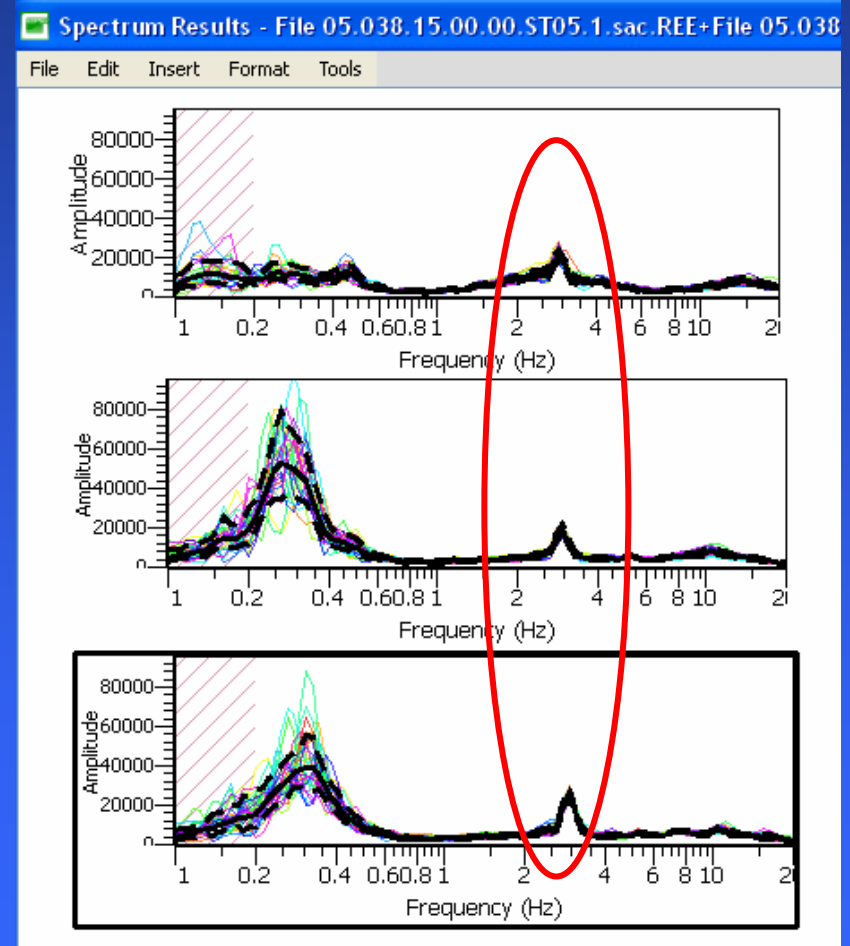 Spectrum Results - File 05.038.15.00.00.ST05.1.sac.REE+File 05.038
File Edit Insert Format Tools
Amplitude
80000
60000
40000
20000
1 0.2 0.4 0.6 0.8 1 2 4 6 8 10 2
Frequency (Hz)
Amplitude
80000
60000
40000
20000
1 0.2 0.4 0.6 0.8 1 2 4 6 8 10 2
Frequency (Hz)
Amplitude
80000
60000
40000
20000
1 0.2 0.4 0.6 0.8 1 2 4 6 8 10 2
Frequency (Hz)